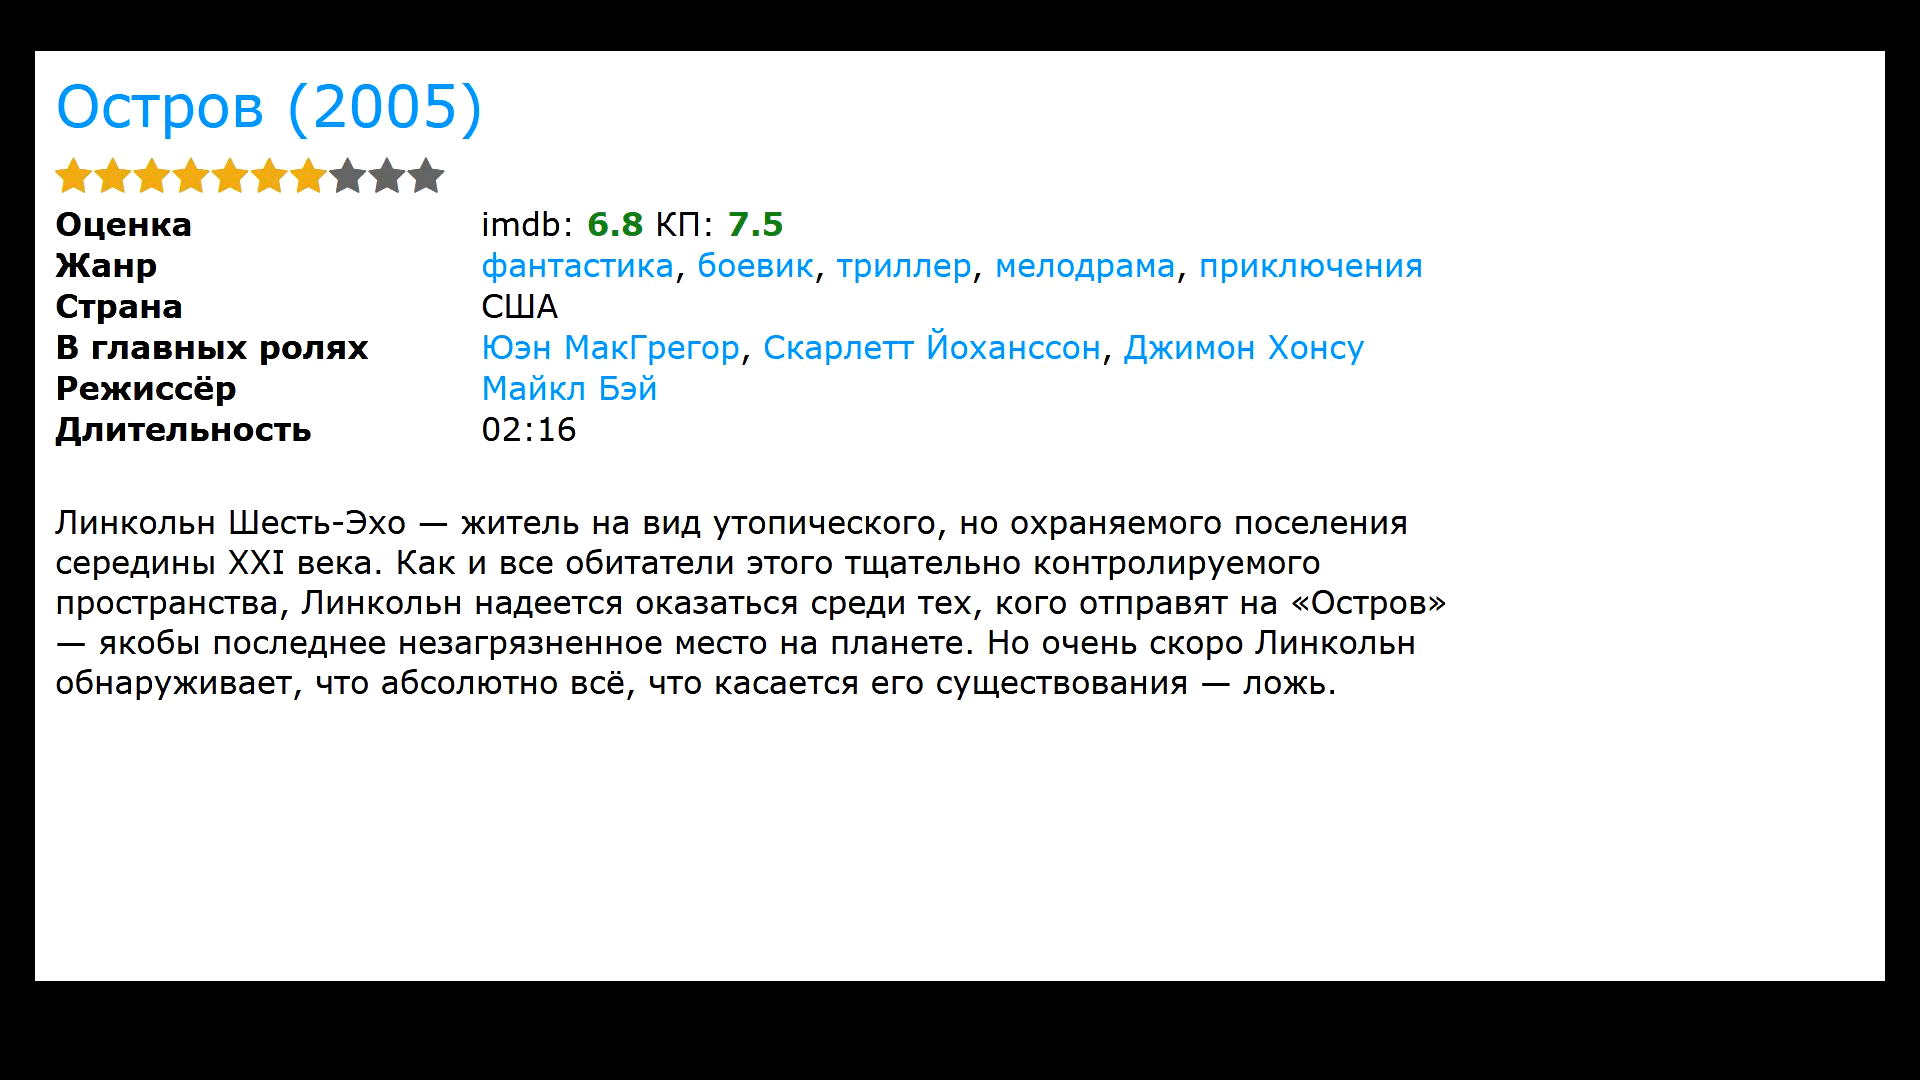 Остров (2005)
Оценка imdb: 6.8 КП: 7.5
Жанр фантастика, боевик, триллер, мелодрама, приключения
Страна США
В главных ролях Юэн МакГрегор, Скарлетт Йоханссон, Джимон Хонсу
Режиссёр Майкл Бэй
Длительность 02:16
Линкольн Шесть-Эхо — житель на вид утопического, но охраняемого поселения
середины XXI века. Как и все обитатели этого тщательно контролируемого
пространства, Линкольн надеется оказаться среди тех, кого отправят на «Остров»
— якобы последнее незагрязненное место на планете. Но очень скоро Линкольн
обнаруживает, что абсолютно всё, что касается его существования — ложь.